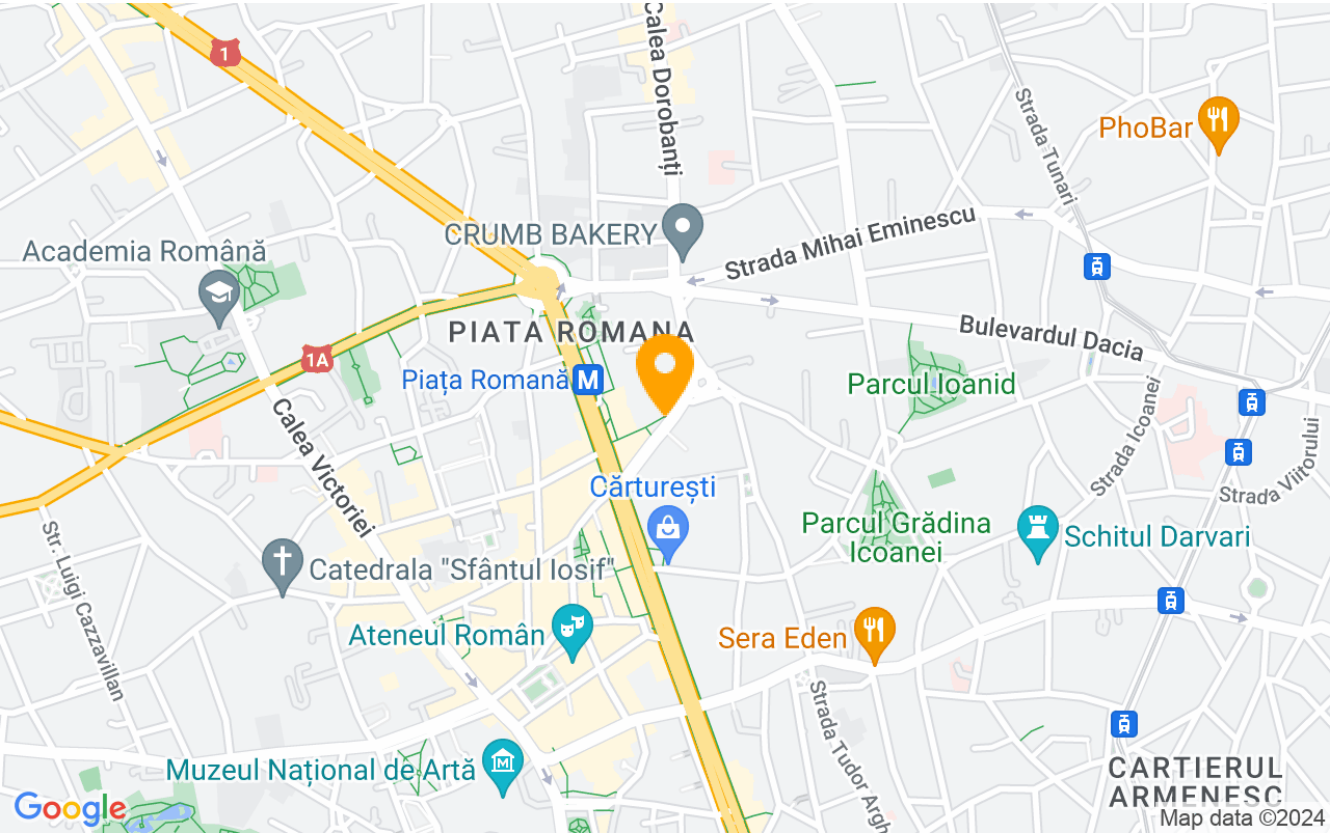 1
Calea Dorobanți
Strada Tunari
PhoBar
Strada Mihai Eminescu
CRUMB BAKERY
Academia Română
PIATA ROMANA
Bulevardul Dacia
1A
Piața Romană
M
Parcul Ioanid
Calea Victoriei
Strada Icoanei
Strada Viitorului
Cărturești
Parcul Grădina
Icoanei
Schitul Darvari
Str. Luigi Cazzavillan
Catedrala "Sfântul Iosif"
Ateneul Român
Sera Eden
Strada Tudor Argh
Muzeul Național de Artă
M
CARTIERUL
ARMENESC
Google
Map data ©2024